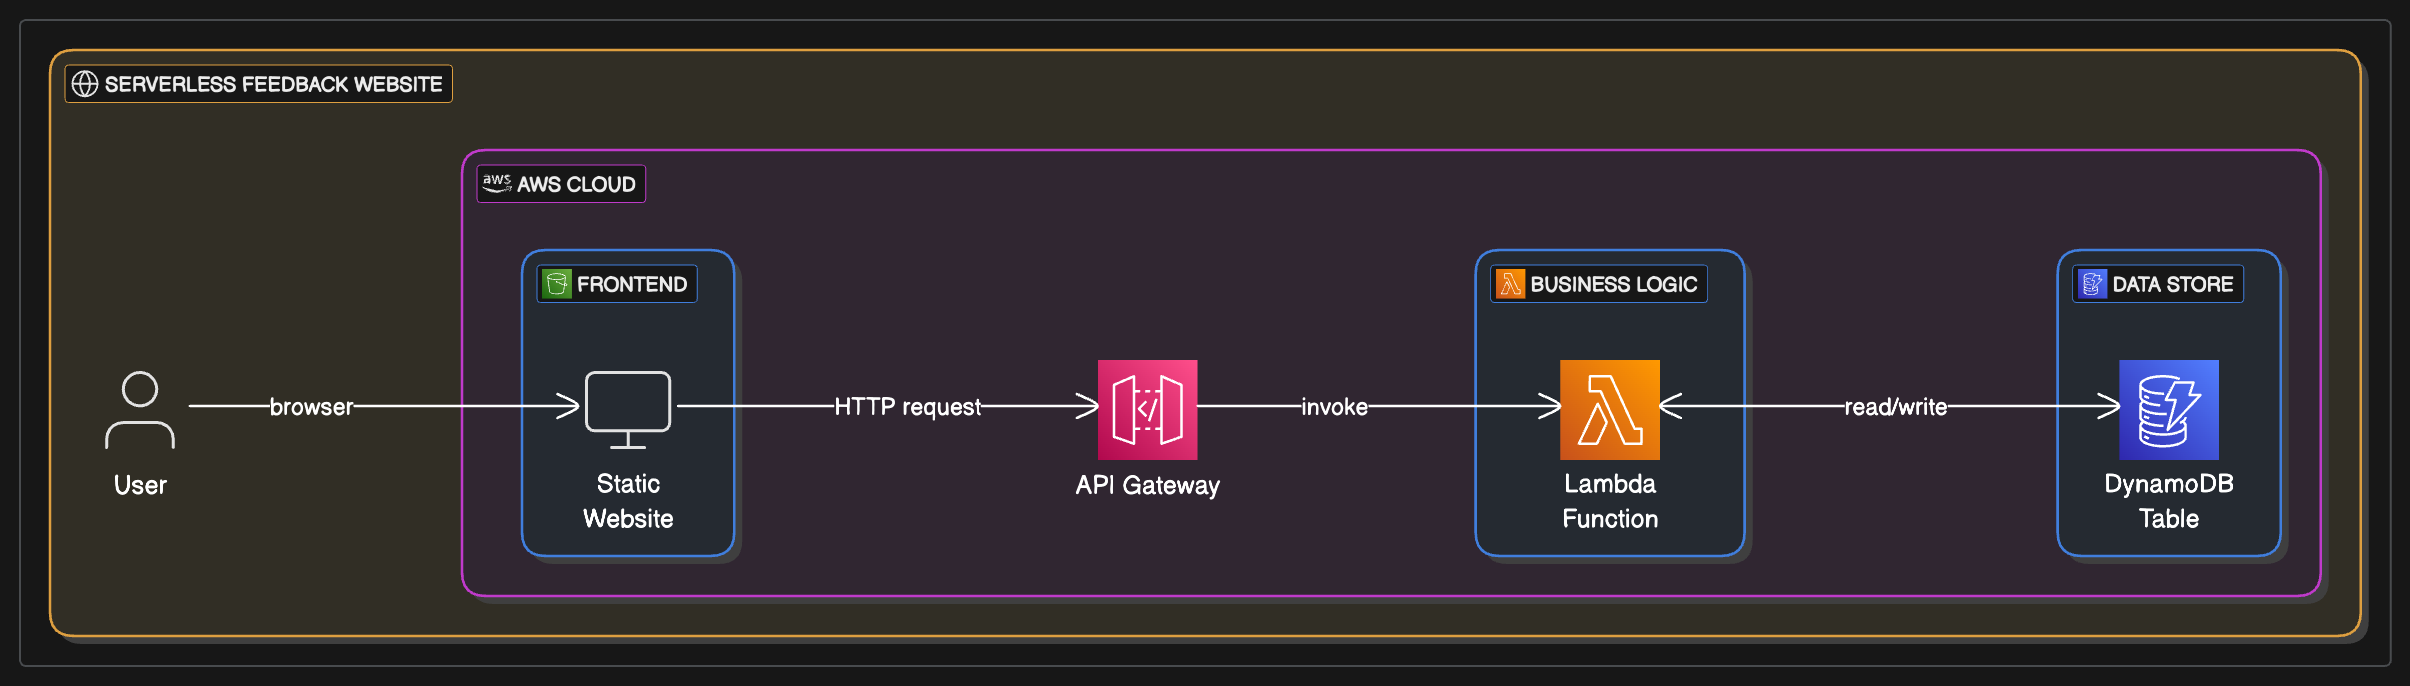 SERVERLESS FEEDBACK WEBSITE
aws AWS CLOUD
FRONTEND
BUSINESS LOGIC
DATA STORE
browser
HTTP request
</>
invoke
read/write
User
Static
Website
API Gateway
Lambda
Function
DynamoDB
Table